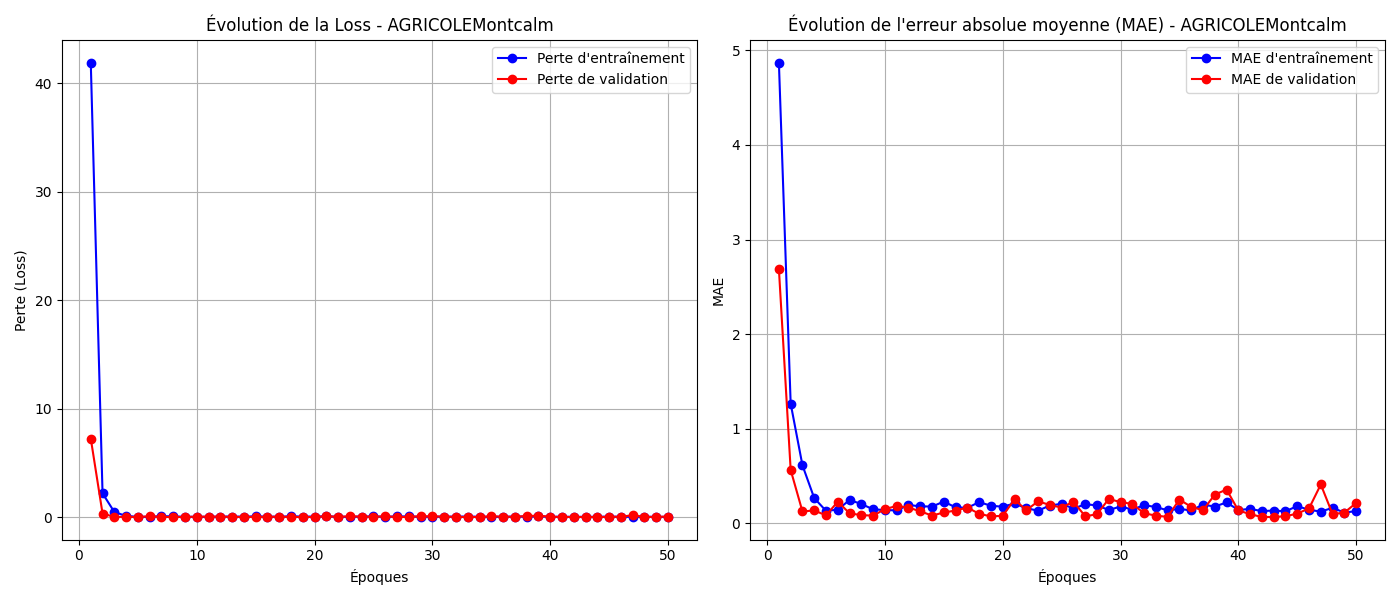 Évolution de la Loss - AGRICOLEMontcalm
Perte d'entraînement
Perte de validation
Perte (Loss)
40
30
20
10
0
0 10 20 30 40 50
Époques
Évolution de l'erreur absolue moyenne (MAE) - AGRICOLEMontcalm
MAE d'entraînement
MAE de validation
MAE
5
4
3
2
1
0
0 10 20 30 40 50
Époques